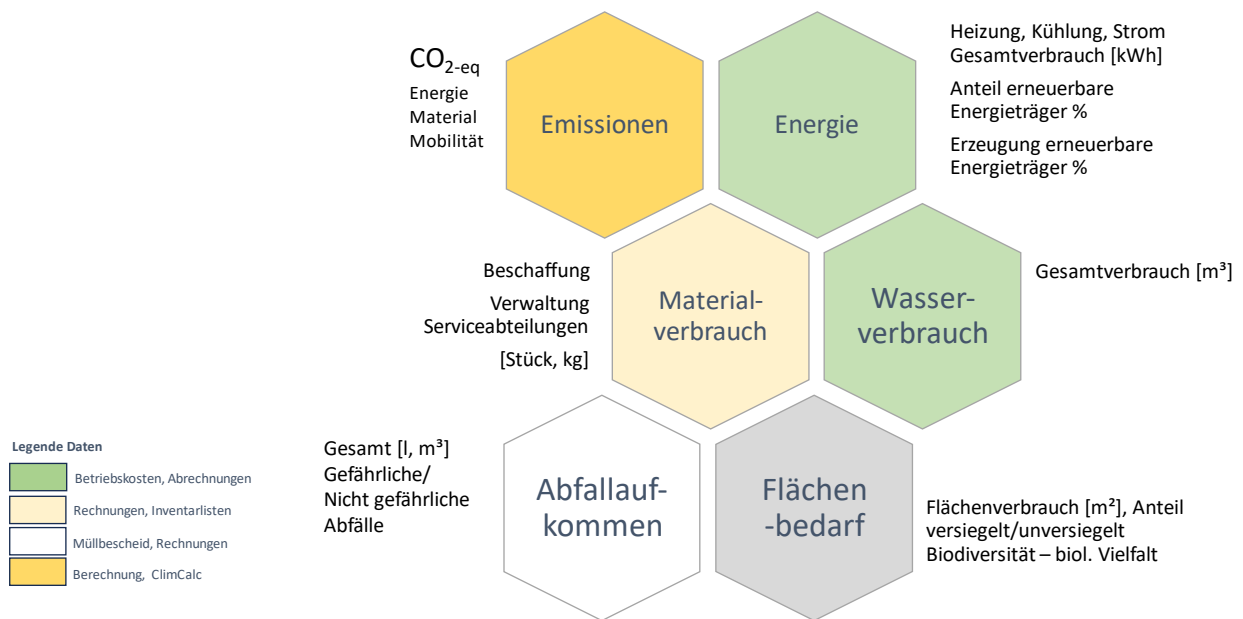 CO2-eq
Energie
Material
Mobilität
Emissionen
Energie
Heizung, Kühlung, Strom
Gesamtverbrauch [kWh]
Anteil erneuerbare
Energieträger %
Erzeugung erneuerbare
Energieträger %
Beschaffung
Verwaltung
Serviceabteilungen
[Stück, kg]
Material-
verbrauch
Wasser-
verbrauch
Gesamtverbrauch [m³]
Legende Daten
Betriebskosten, Abrechnungen
Rechnungen, Inventarlisten
Müllbescheid, Rechnungen
Berechnung, ClimCalc
Gesamt [l, m³]
Gefährliche/
Nicht gefährliche
Abfälle
Abfallauf-
kommen
Flächen
-bedarf
Flächenverbrauch [m²], Anteil
versiegelt/unversiegelt
Biodiversität – biol. Vielfalt